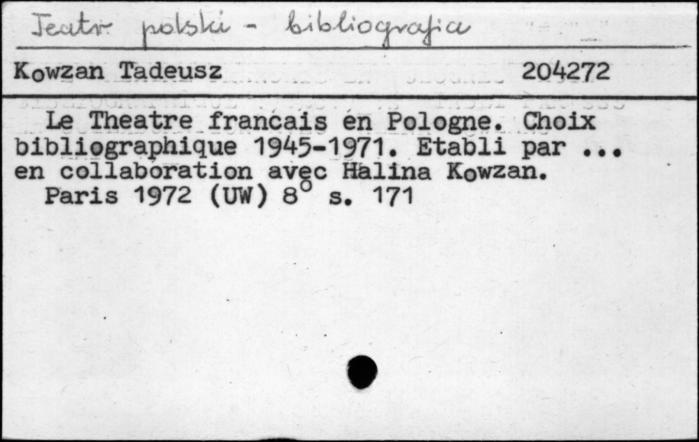 Teatr polski - bibliografia
Kowzan Tadeusz 204272
Le Theatre francais en Pologne. Choix
bibliographique 1945-1971. Etabli par ...
en collaboration avec Halina Kowzan.
Paris 1972 (UW) 8° s. 171